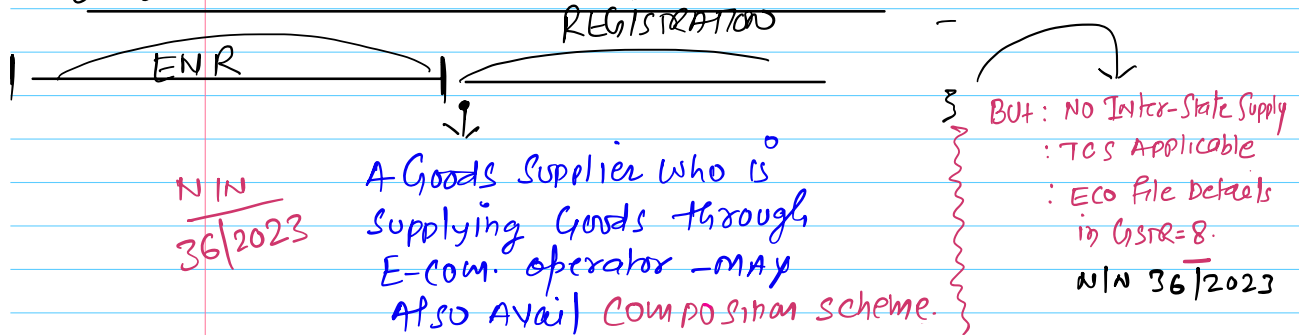 REGISTRATION
ENR
N/N
36/2023
A Goods Supplier who is
Supplying Goods through
E-com. operator - MAY
Also Avail Composition scheme.
But : No Inter-State Supply
: TCS Applicable
: ECO File Details
in GSTR=8.
N/N 36/2023